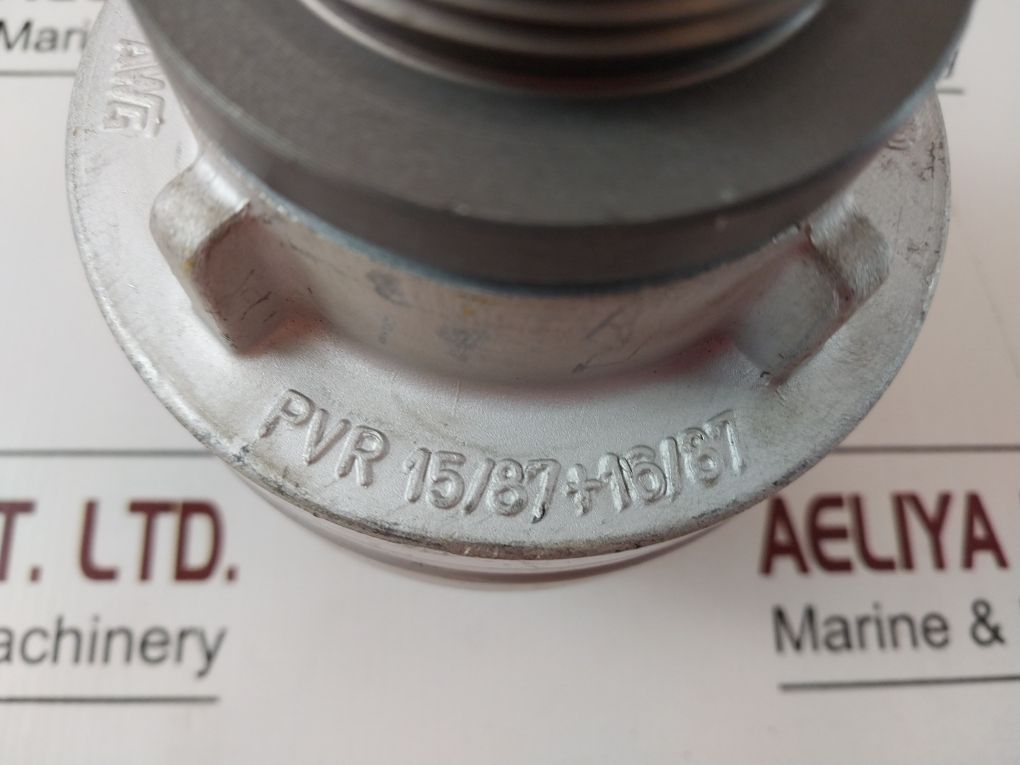 Mari
AWG
PVR 15/87+16/87
T. LTD.
achinery
AELIYA
Marine &